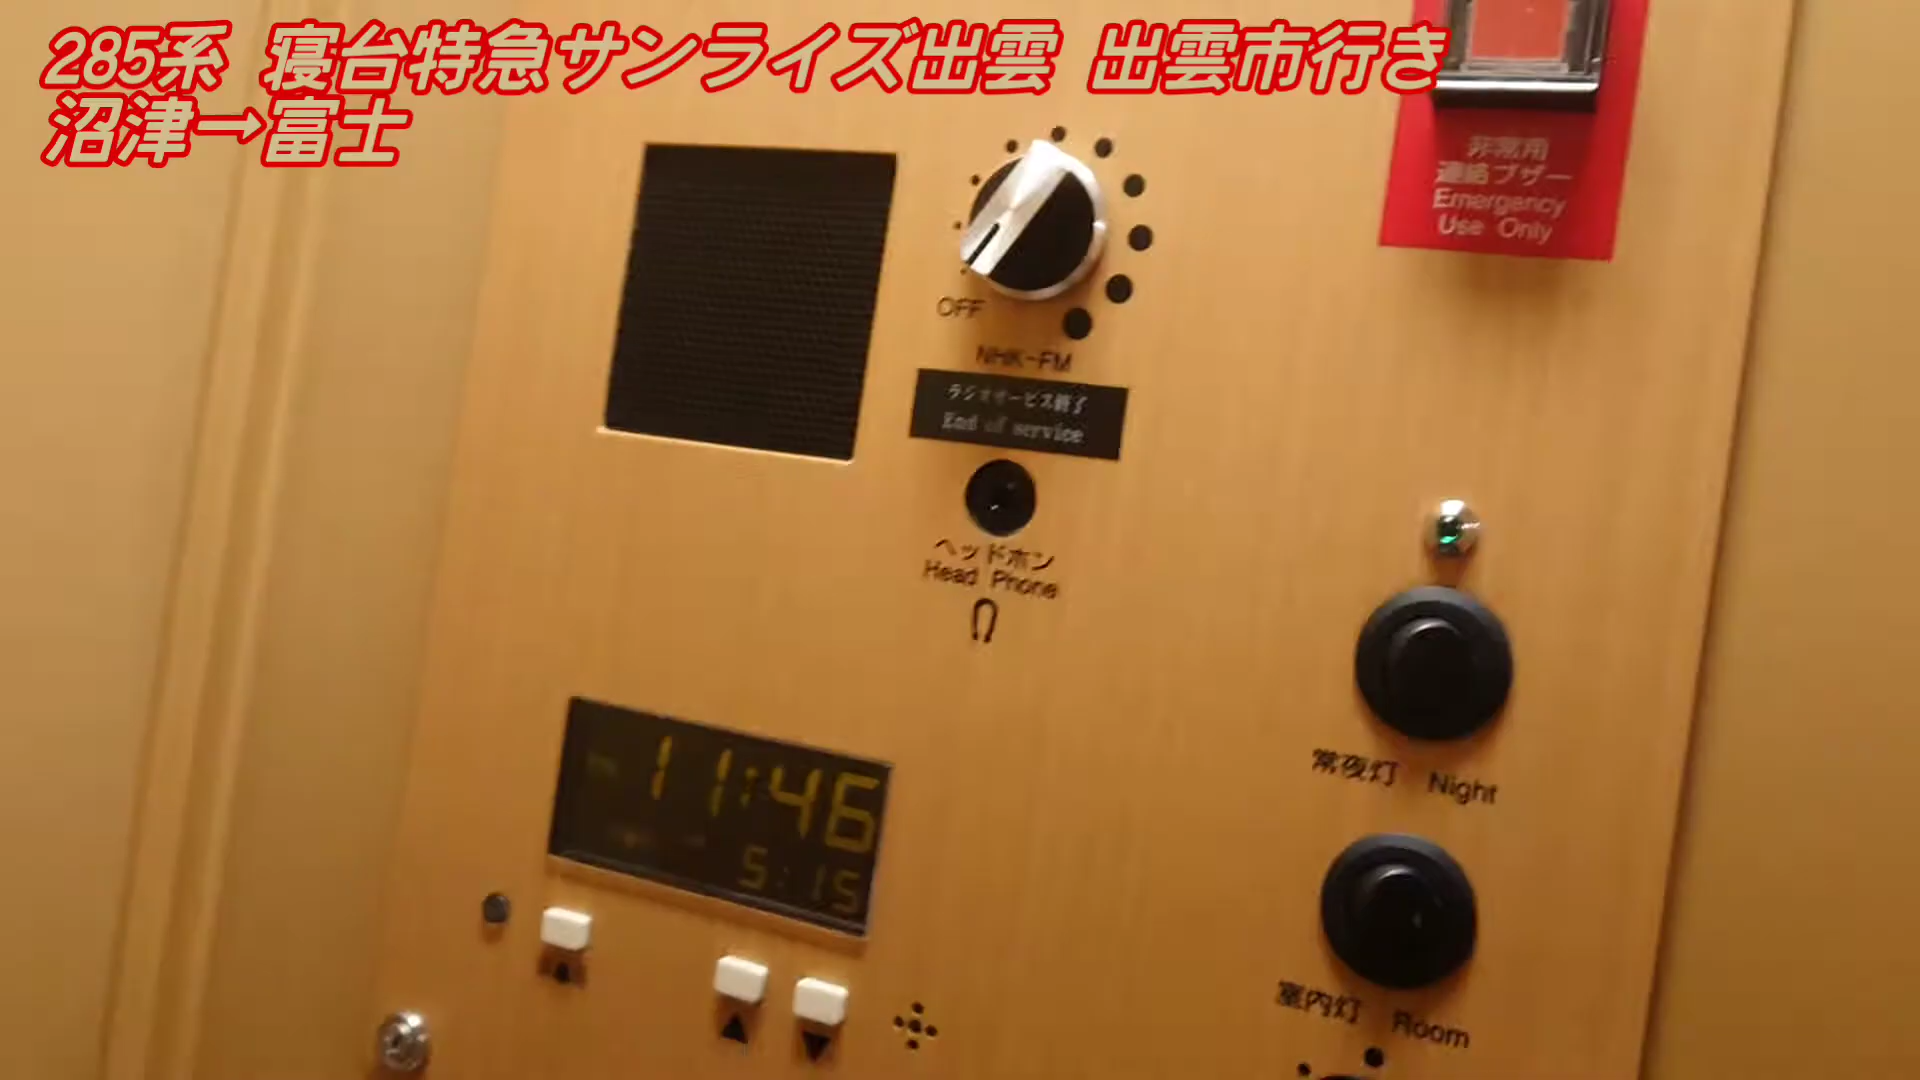 285系 寝台特急サンライズ出雲 出雲市行き
沼津→富士
非常用
連絡ブザー
Emergency
Use Only
OFF
NHK-FM
ラジオサービス終了
End of service
ヘッドホン
Head Phone
常夜灯 Night
11:46
5:15
室内灯 Room